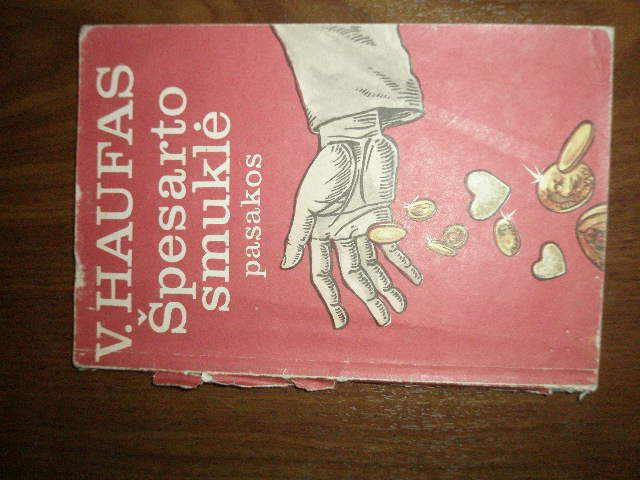 V. HAUFAS
Špesarto
smuklė
pasakos